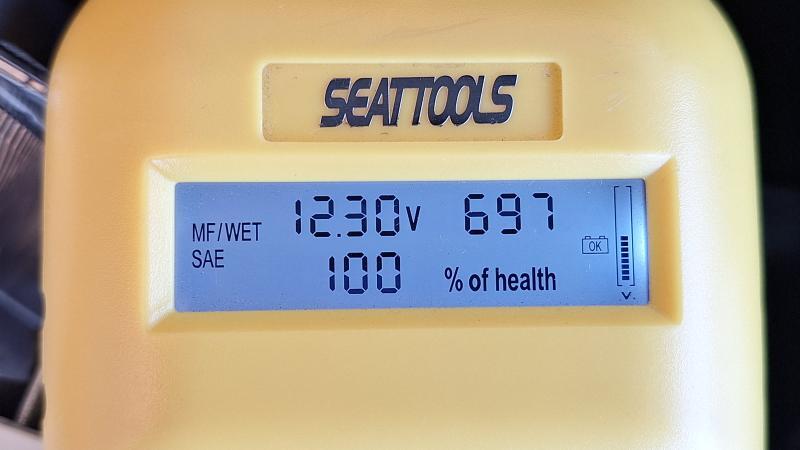 SEATTOOLS
MF/WET 12.30V 697
SAE 100 % of health
OK
V.